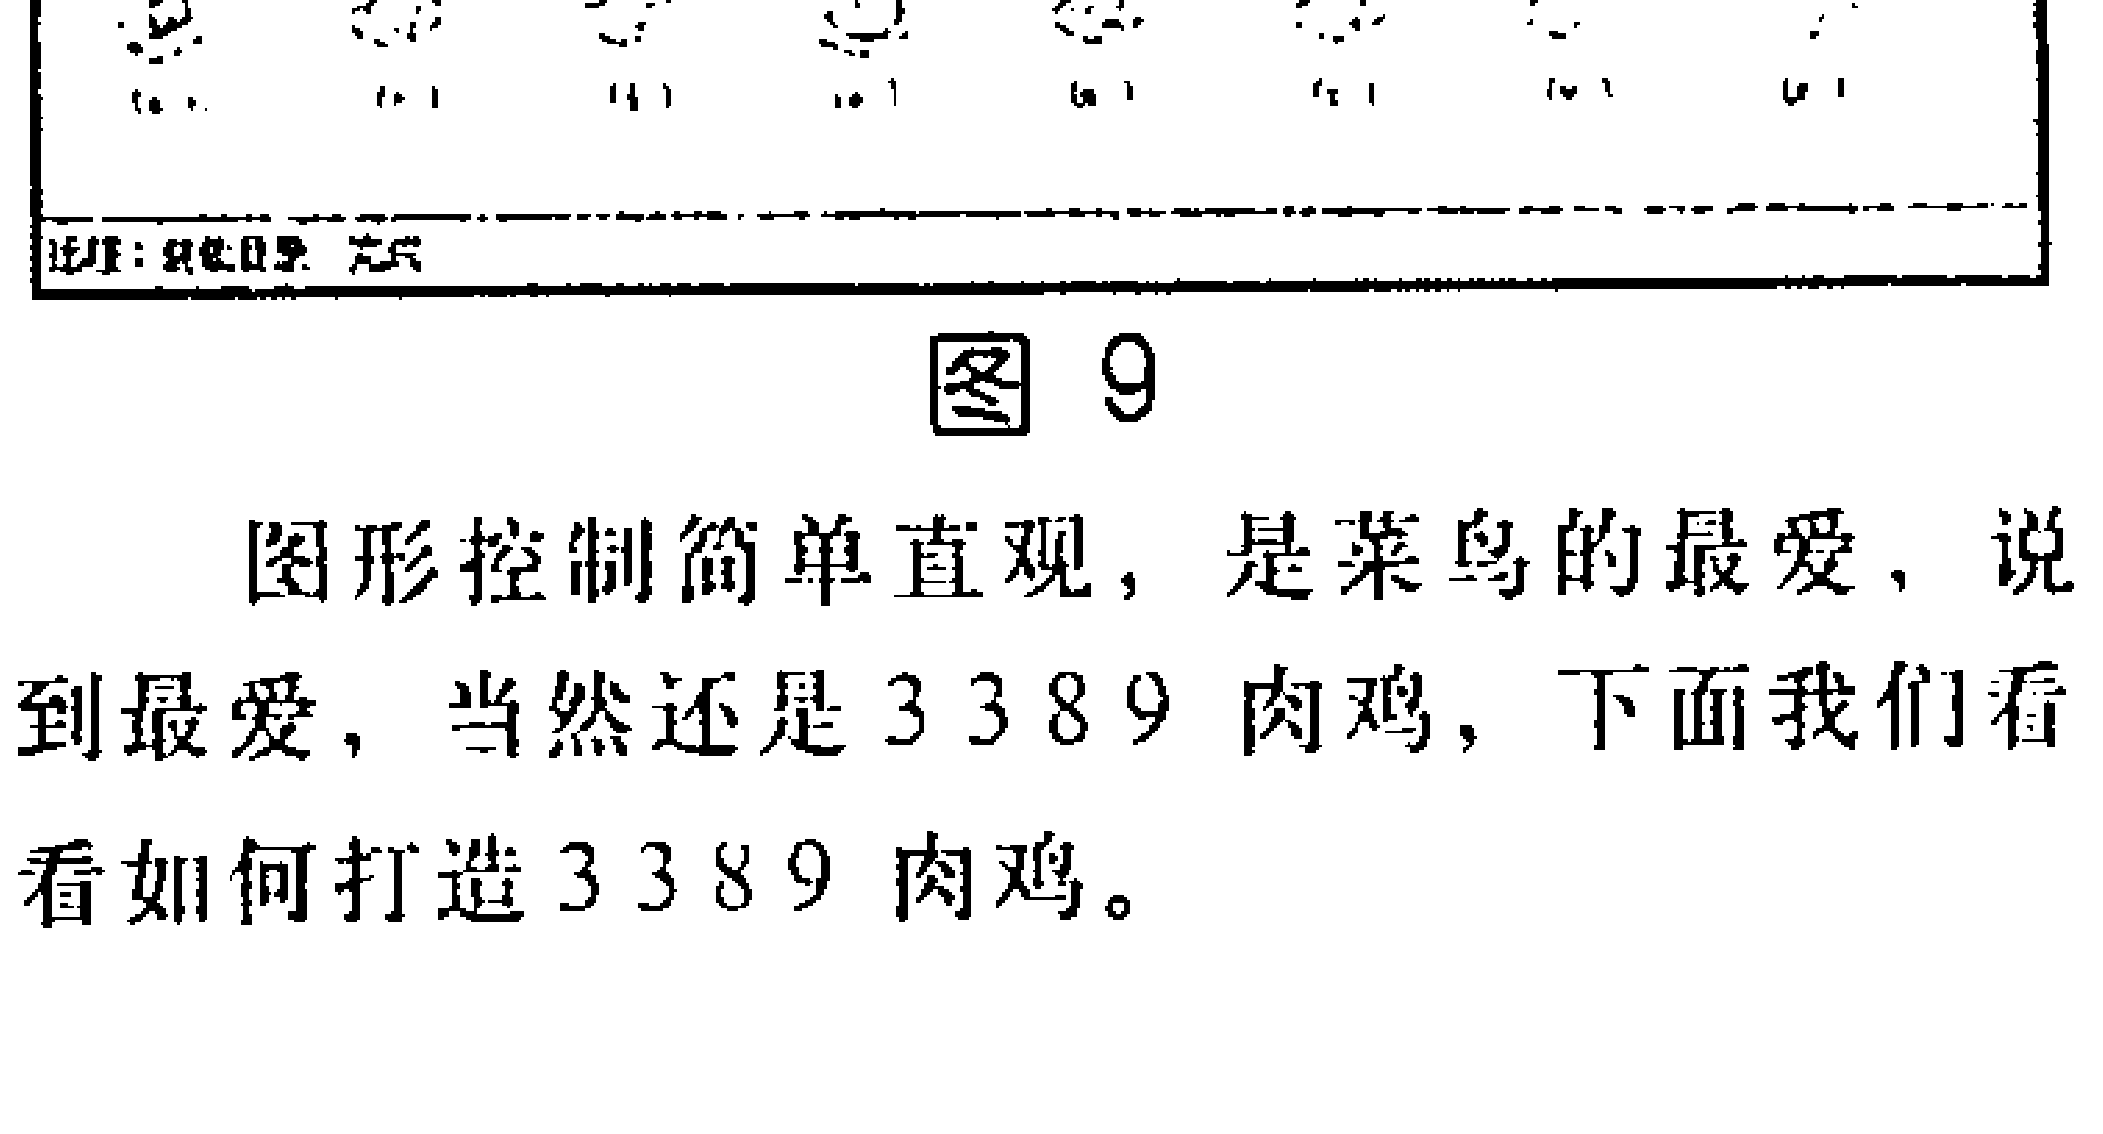 图 9
图形控制简单直观，是菜鸟的最爱，说
到最爱，当然还是3389 肉鸡，下面我们看
看如何打造3389 肉鸡。